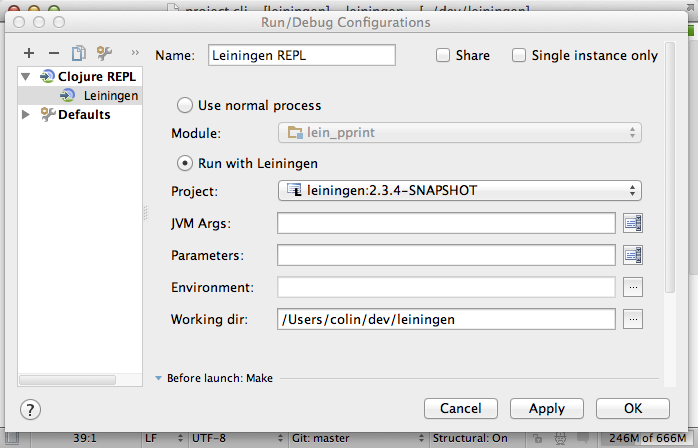 Run/Debug Configurations
Name: Leiningen REPL Share Single instance only
Clojure REPL
Leiningen
Defaults
Use normal process
Module: lein_pprint
Run with Leiningen
Project: leiningen:2.3.4-SNAPSHOT
JVM Args:
Parameters:
Environment:
Working dir: /Users/colin/dev/leiningen
Before launch: Make
? Cancel Apply OK
39:1 LF UTF-8 Git: master Structural: On 246M of 666M